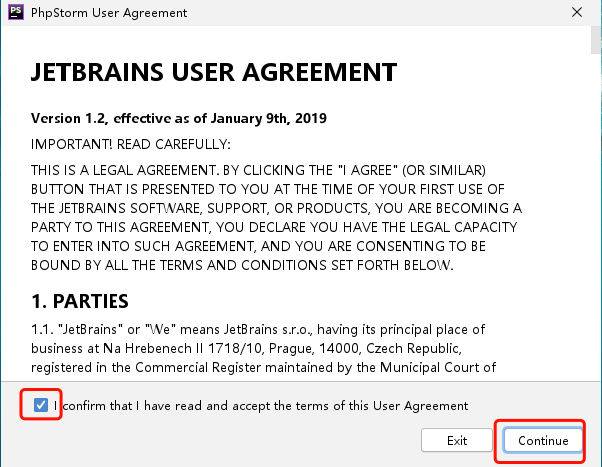 PS PhpStorm User Agreement
JETBRAINS USER AGREEMENT
Version 1.2, effective as of January 9th, 2019
IMPORTANT! READ CAREFULLY:
THIS IS A LEGAL AGREEMENT. BY CLICKING THE "I AGREE" (OR SIMILAR)
BUTTON THAT IS PRESENTED TO YOU AT THE TIME OF YOUR FIRST USE OF
THE JETBRAINS SOFTWARE, SUPPORT, OR PRODUCTS, YOU ARE BECOMING A
PARTY TO THIS AGREEMENT, YOU DECLARE YOU HAVE THE LEGAL CAPACITY
TO ENTER INTO SUCH AGREEMENT, AND YOU ARE CONSENTING TO BE
BOUND BY ALL THE TERMS AND CONDITIONS SET FORTH BELOW.
1. PARTIES
1.1. "JetBrains" or "We" means JetBrains s.r.o., having its principal place of
business at Na Hrebenech II 1718/10, Prague, 14000, Czech Republic,
registered in the Commercial Register maintained by the Municipal Court of
I confirm that I have read and accept the terms of this User Agreement
Exit
Continue